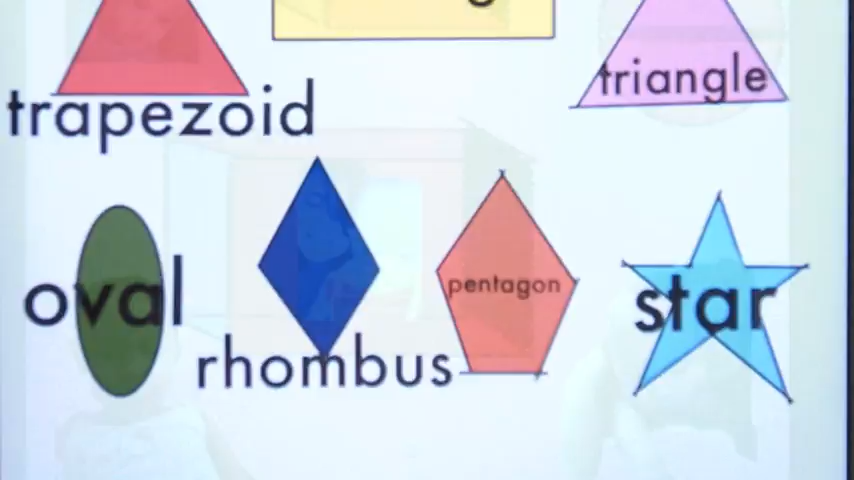 trapezoid
triangle
oval
rhombus
pentagon
star